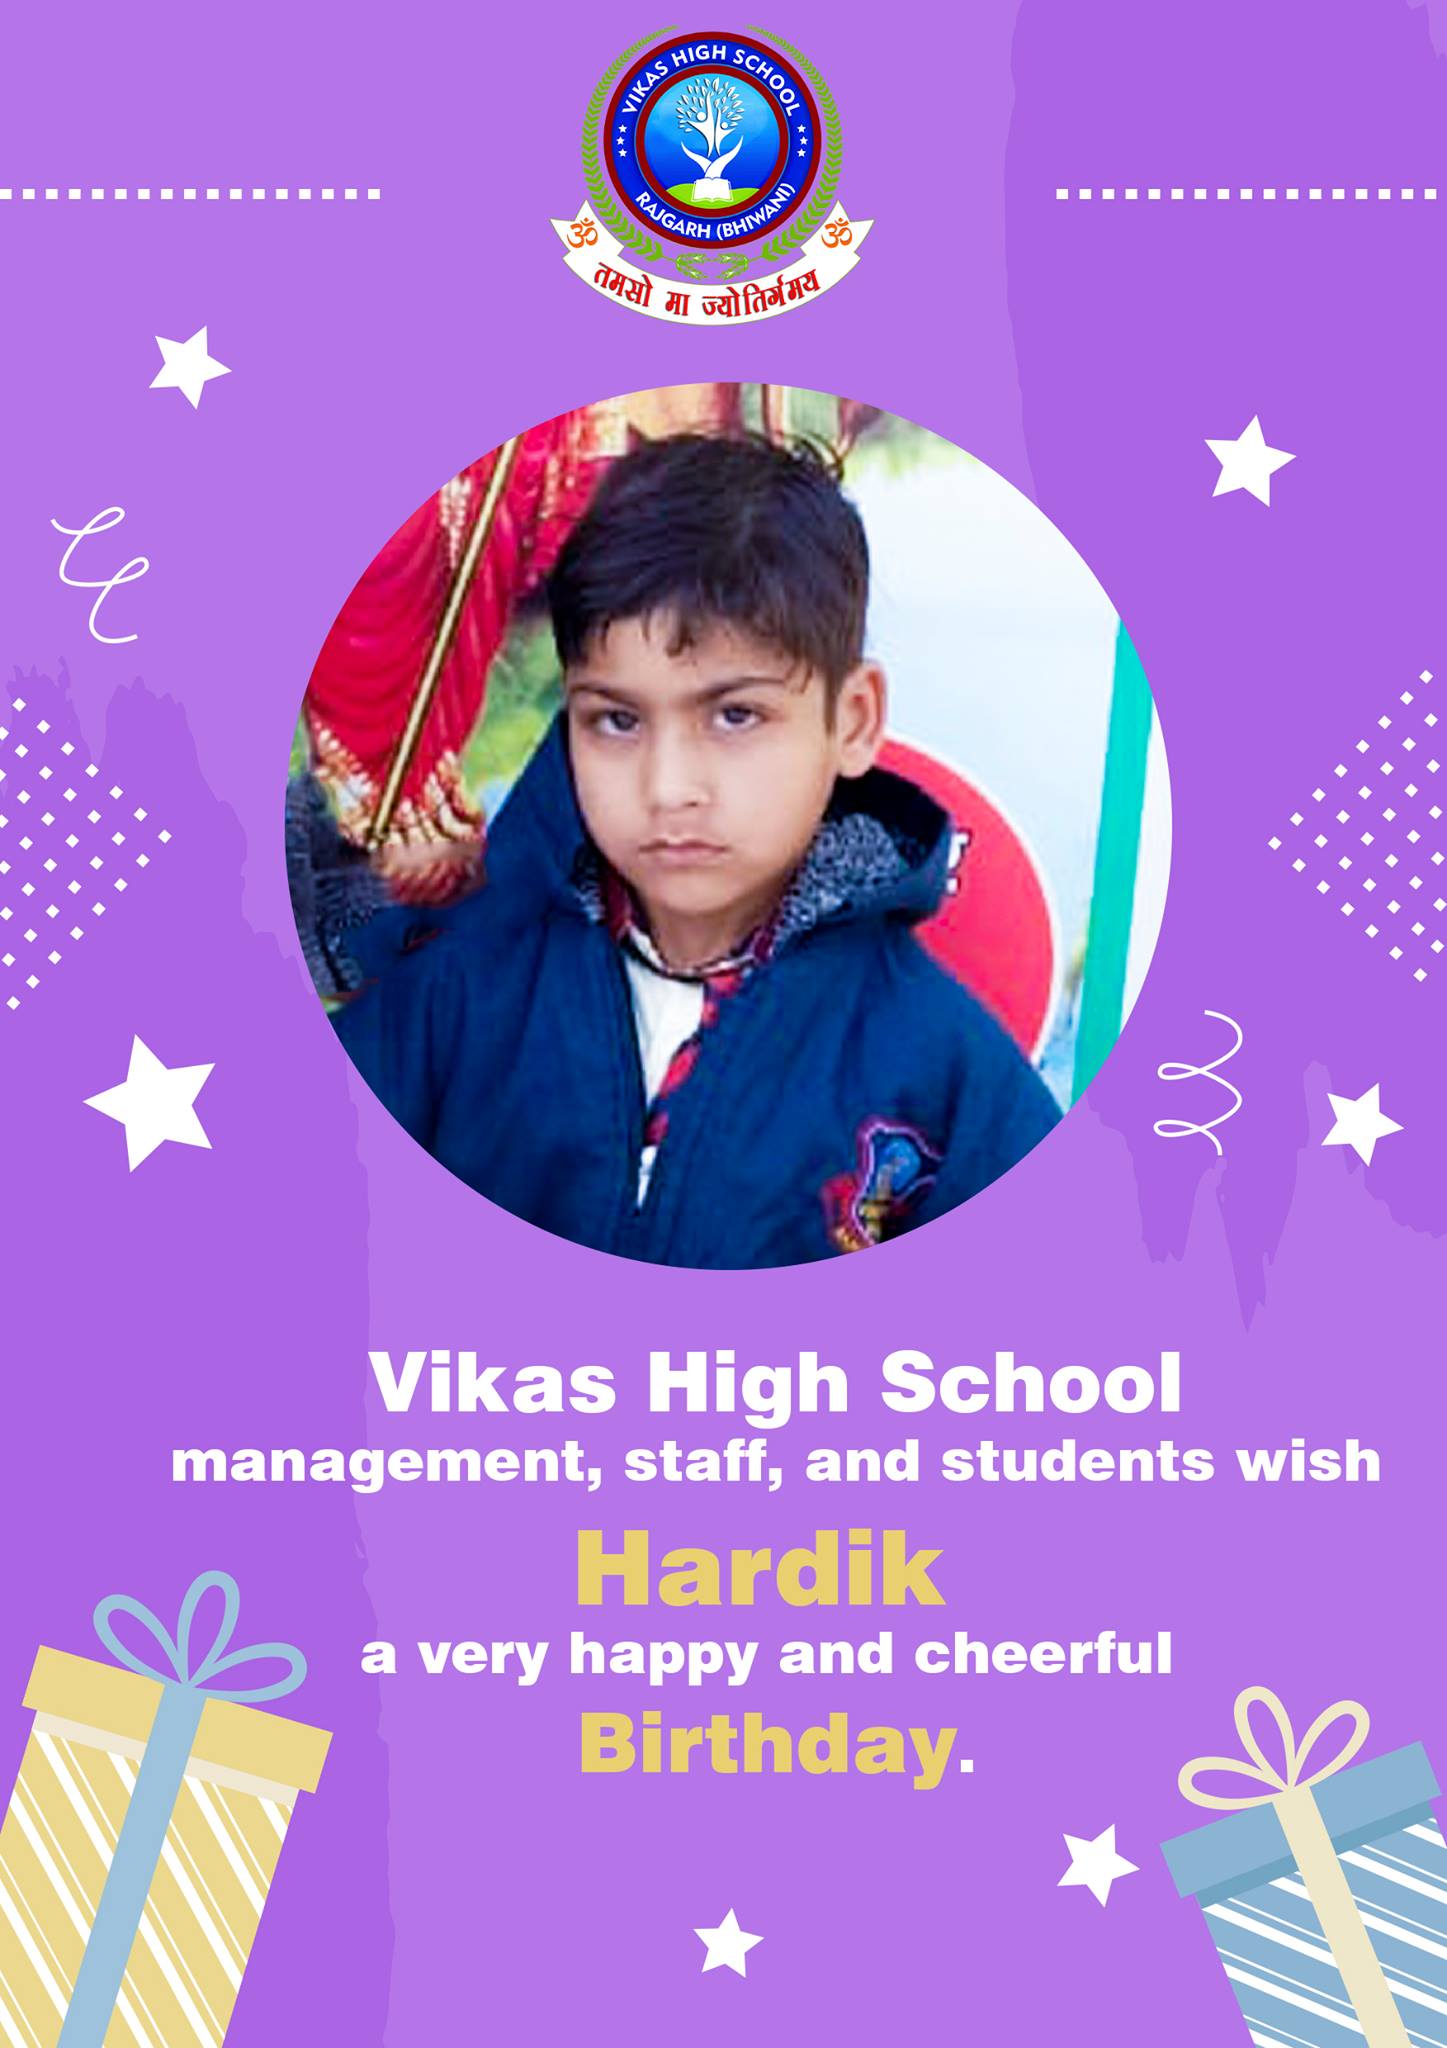 VIKAS HIGH SCHOOL
RAJGARH (BHIWANI)
ॐ ॐ
तमसो मा ज्योतिर्गमय
Vikas High School
management, staff, and students wish
Hardik
a very happy and cheerful
Birthday.